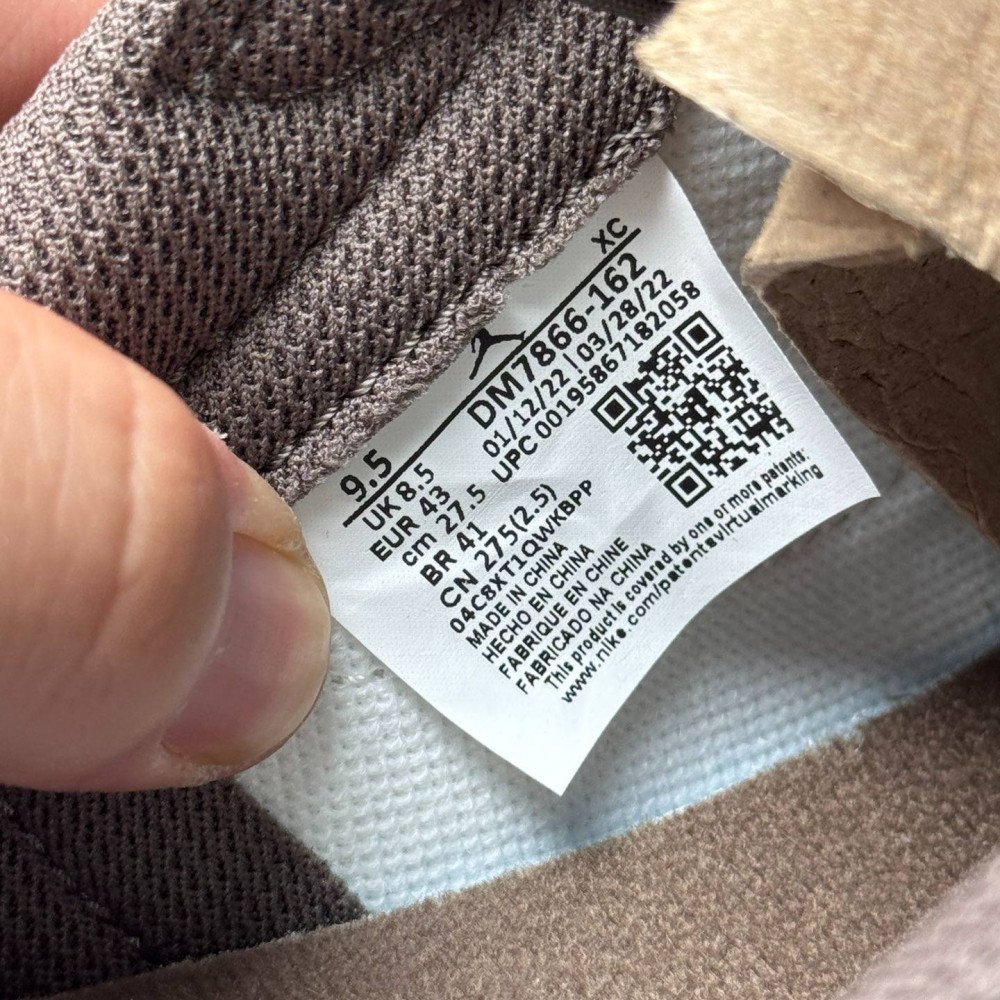 XC
9.5 DM7866-162
UK 8.5 01/12/22 | 03/28/22
EUR 43 UPC 00195867182058
cm 27.5
BR 41
CN 275(2.5)
04C8XT1QWVKBPP
MADE IN CHINA
HECHO EN CHINA
FABRIQUE EN CHINE
FABRICADO NA CHINA
This product is covered by one or more patents:
www.nike.com/patentsvirtualmarking